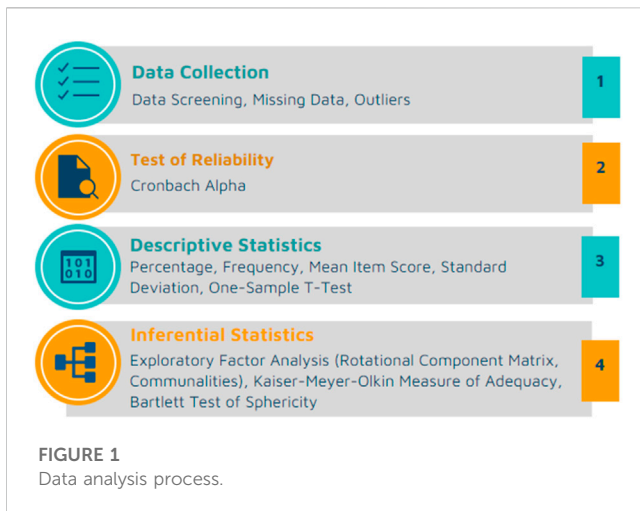 Data Collection
1
Data Screening, Missing Data, Outliers
Test of Reliability
2
Cronbach Alpha
Descriptive Statistics
3
Percentage, Frequency, Mean Item Score, Standard
Deviation, One-Sample T-Test
101
010
Inferential Statistics
4
Exploratory Factor Analysis (Rotational Component Matrix,
Communalities), Kaiser-Meyer-Olkin Measure of Adequacy,
Bartlett Test of Sphericity
FIGURE 1
Data analysis process.